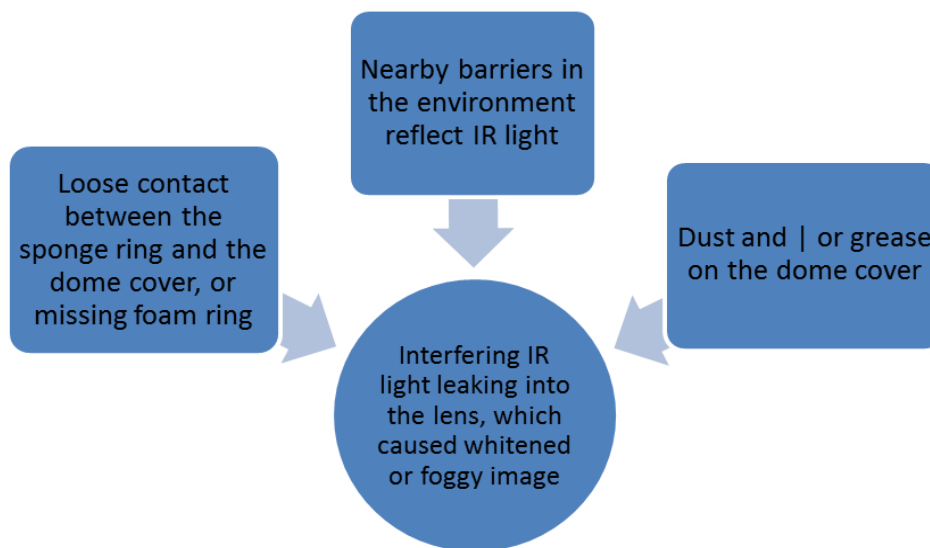 Nearby barriers in
the environment
reflect IR light
Loose contact
between the
sponge ring and the
dome cover, or
missing foam ring
Dust and | or grease
on the dome cover
Interfering IR
light leaking into
the lens, which
caused whitened
or foggy image